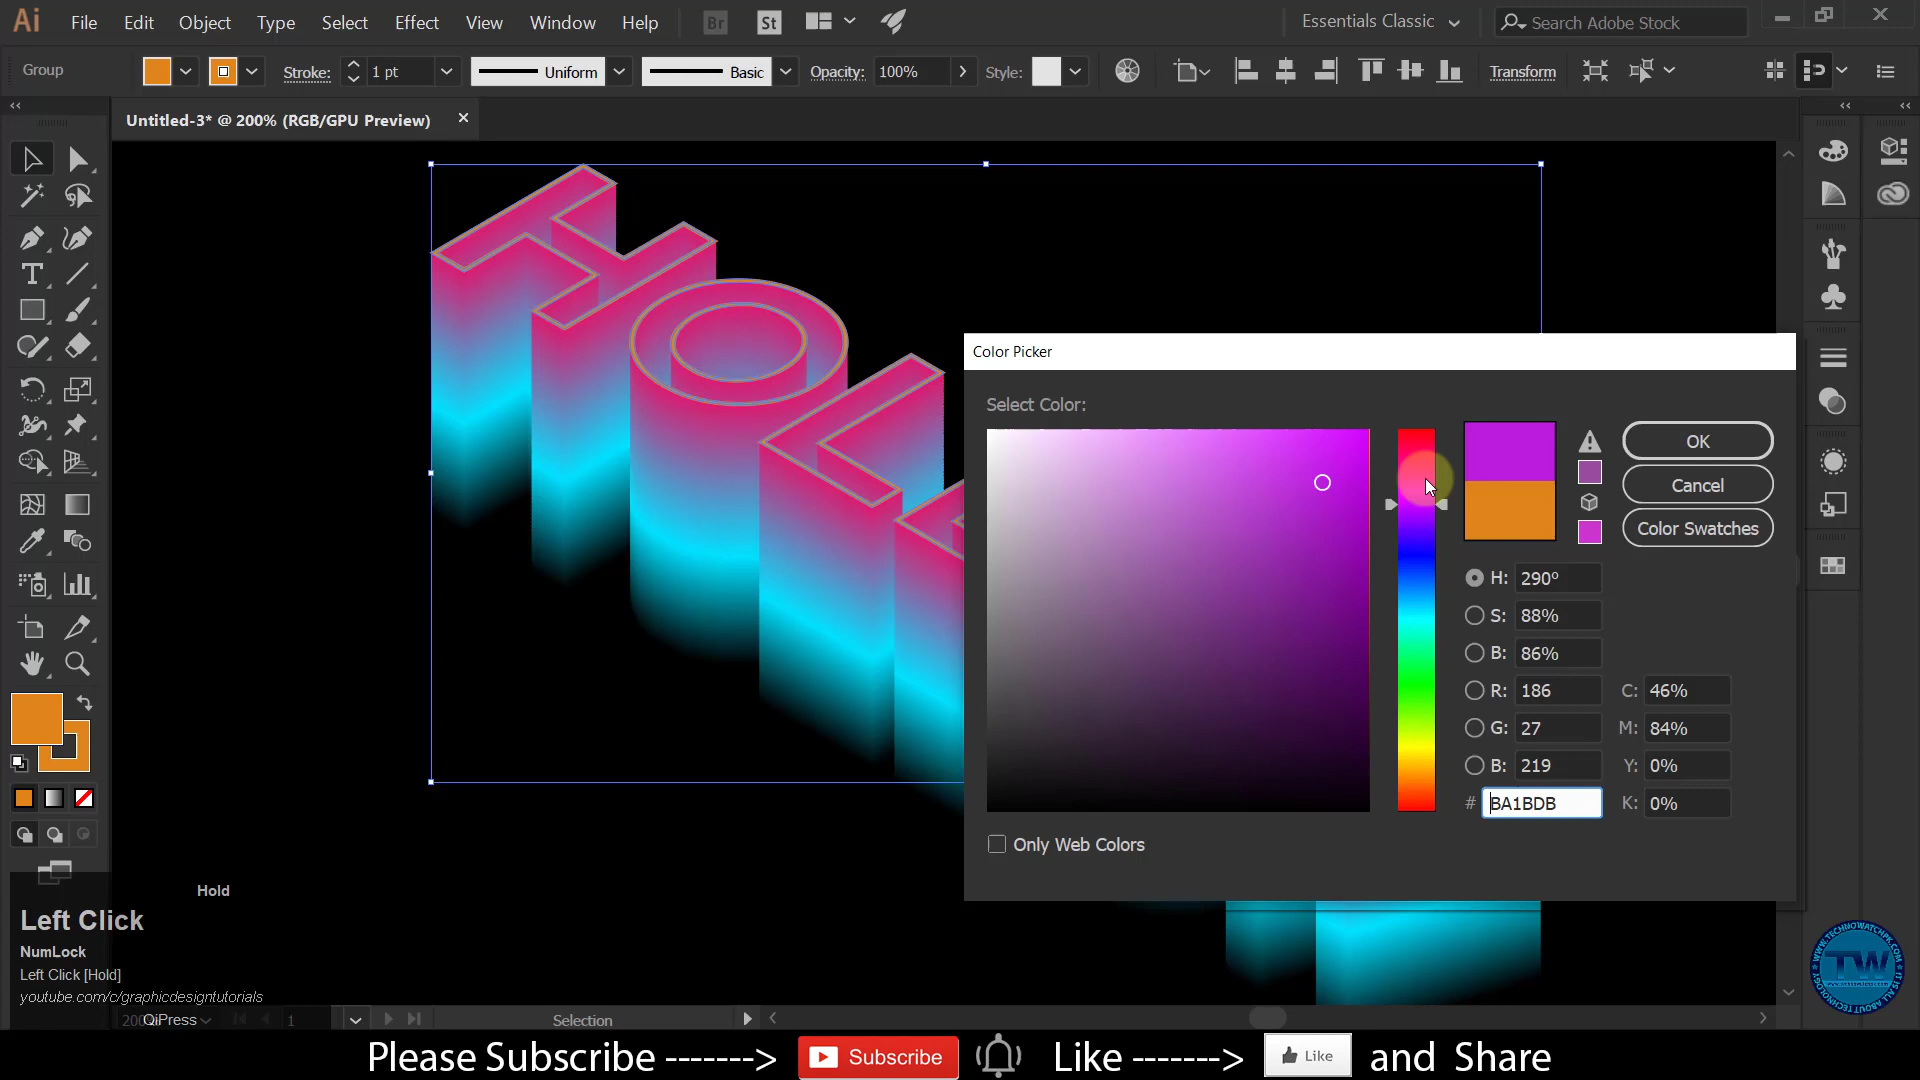 Ai File Edit Object Type Select Effect View Window Help Br St Essentials Classic Search Adobe Stock
Group Stroke: 1 pt Uniform Basic Opacity: 100% Style: Transform
Untitled-3* @ 200% (RGB/GPU Preview)
Color Picker
Select Color:
OK
Cancel
Color Swatches
H: 290º
S: 88%
B: 86%
R: 186 C: 46%
G: 27 M: 84%
B: 219 Y: 0%
# BA1BDB K: 0%
Only Web Colors
Hold
Left Click
NumLock
Left Click [Hold]
youtube.com/c/graphicdesigntutorials
QiPress
200% 1 Selection
TW
Please Subscribe -------> Subscribe Like -------> Like and Share